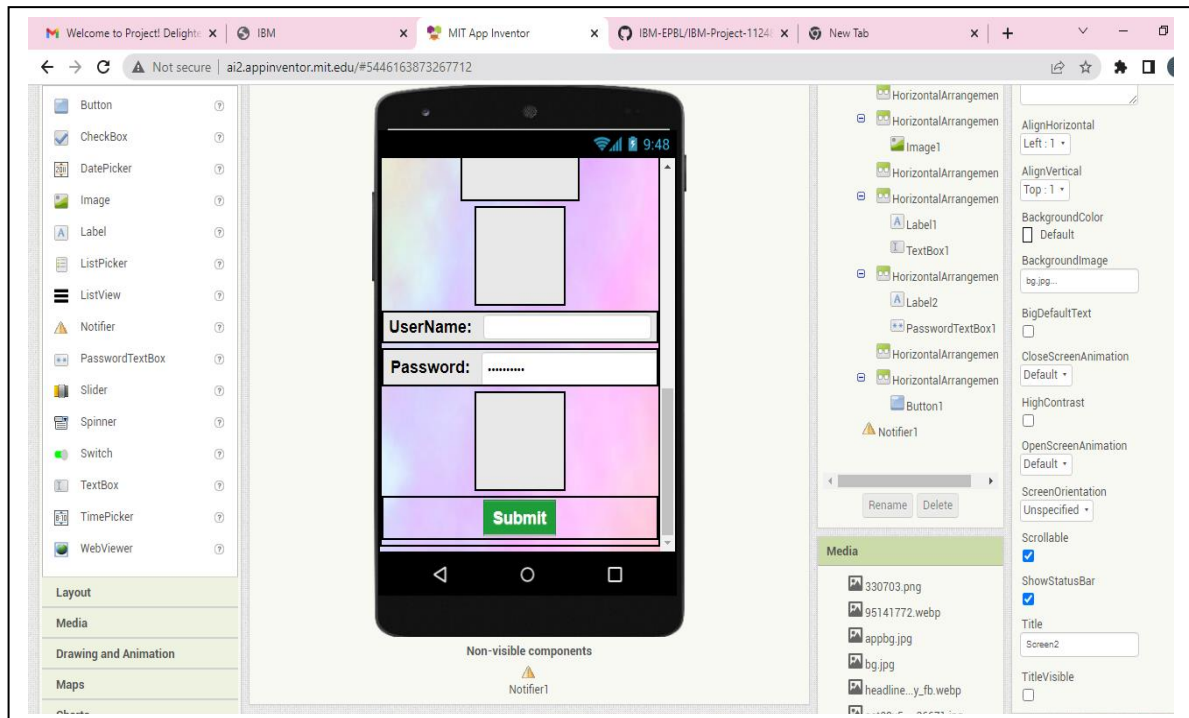 Welcome to Project! Delighte
IBM
MIT App Inventor
IBM-EPBL/IBM-Project-1124
New Tab
Not secure | ai2.appinventor.mit.edu/#5446163873267712
Button
CheckBox
DatePicker
Image
Label
ListPicker
ListView
Notifier
PasswordTextBox
Slider
Spinner
Switch
TextBox
TimePicker
WebViewer
Layout
Media
Drawing and Animation
Maps
9:48
UserName:
Password:
Submit
Non-visible components
Notifier1
HorizontalArrangemen
HorizontalArrangemen
Image1
HorizontalArrangemen
HorizontalArrangemen
Label1
TextBox1
HorizontalArrangemen
Label2
PasswordTextBox1
HorizontalArrangemen
HorizontalArrangemen
Button1
Notifier1
Rename Delete
Media
330703.png
95141772.webp
appbg.jpg
bg.jpg
headline...y_fb.webp
AlignHorizontal
Left : 1
AlignVertical
Top : 1
BackgroundColor
Default
BackgroundImage
bg.jpg...
BigDefaultText
CloseScreenAnimation
Default
HighContrast
OpenScreenAnimation
Default
ScreenOrientation
Unspecified
Scrollable
ShowStatusBar
Title
Screen2
TitleVisible